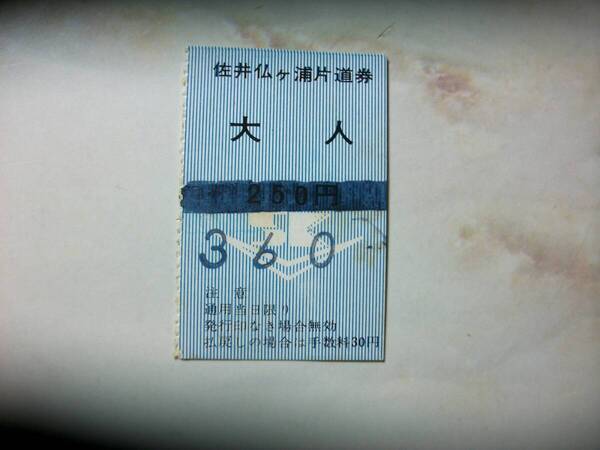 佐井仏ヶ浦片道券
大人
250円
360
注意
通用当日限り
発行印なき場合無効
払戻しの場合は手数料30円